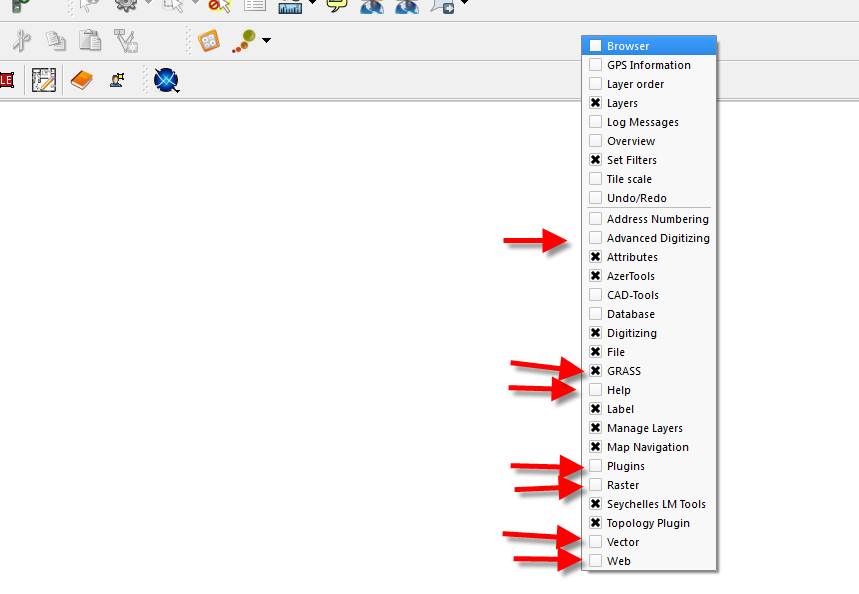 LE
Browser
GPS Information
Layer order
Layers
Log Messages
Overview
Set Filters
Tile scale
Undo/Redo
Address Numbering
Advanced Digitizing
Attributes
AzerTools
CAD-Tools
Database
Digitizing
File
GRASS
Help
Label
Manage Layers
Map Navigation
Plugins
Raster
Seychelles LM Tools
Topology Plugin
Vector
Web